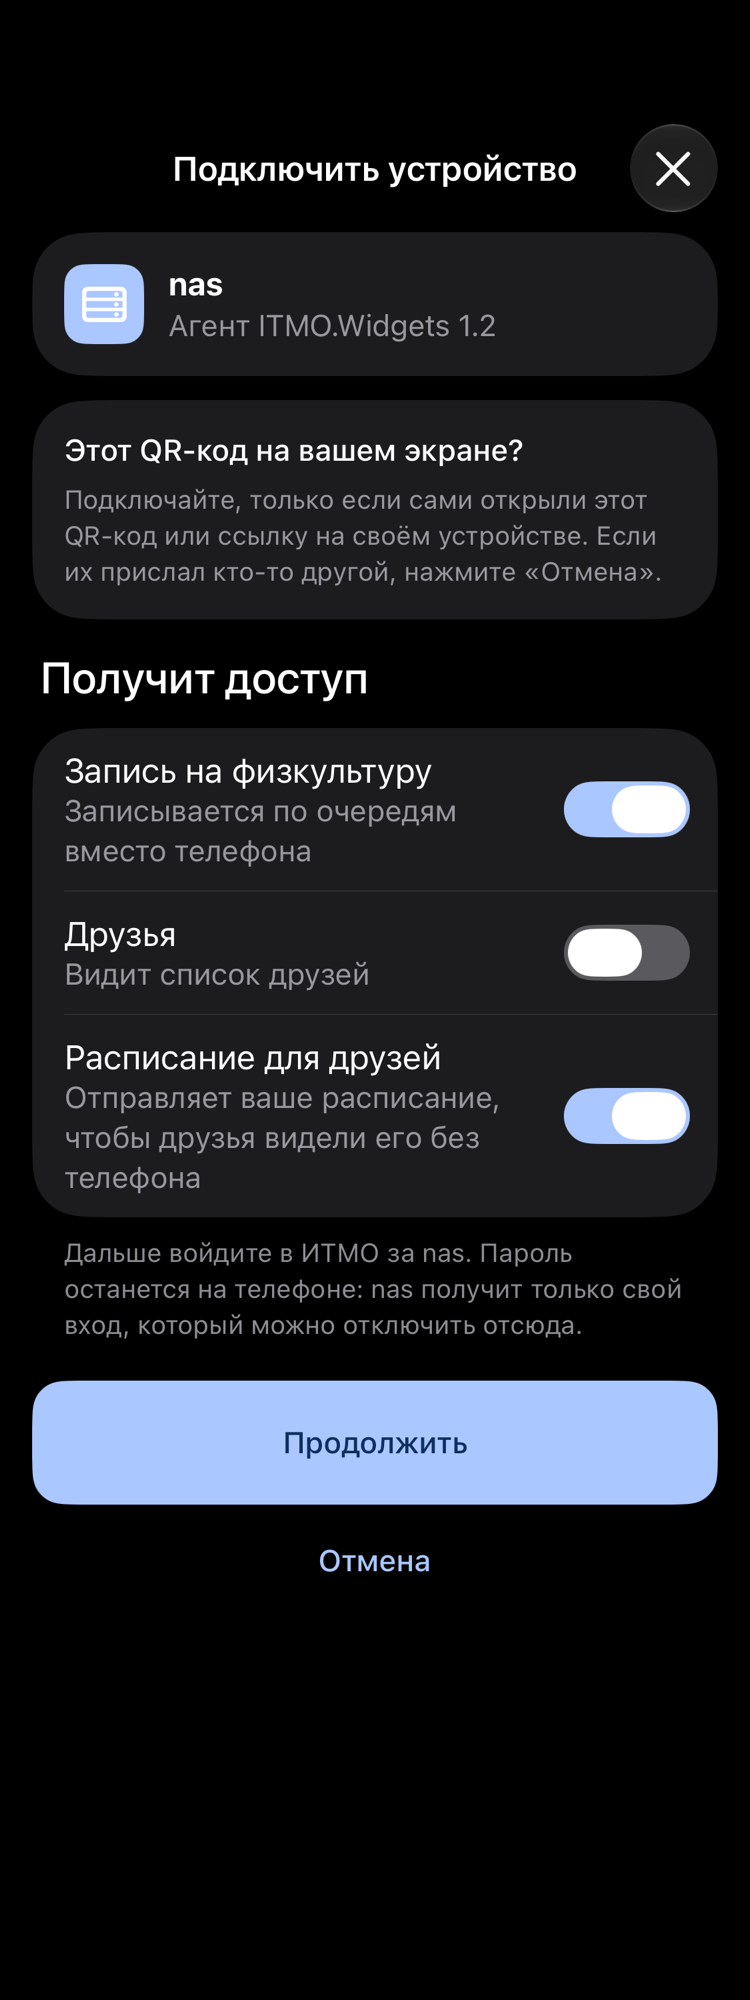 Подключить устройство
nas
Агент ITMO.Widgets 1.2
Этот QR-код на вашем экране?
Подключайте, только если сами открыли этот
QR-код или ссылку на своём устройстве. Если
их прислал кто-то другой, нажмите «Отмена».
Получит доступ
Запись на физкультуру
Записывается по очередям
вместо телефона
Друзья
Видит список друзей
Расписание для друзей
Отправляет ваше расписание,
чтобы друзья видели его без
телефона
Дальше войдите в ИТМО за nas. Пароль
останется на телефоне: nas получит только свой
вход, который можно отключить отсюда.
Продолжить
Отмена